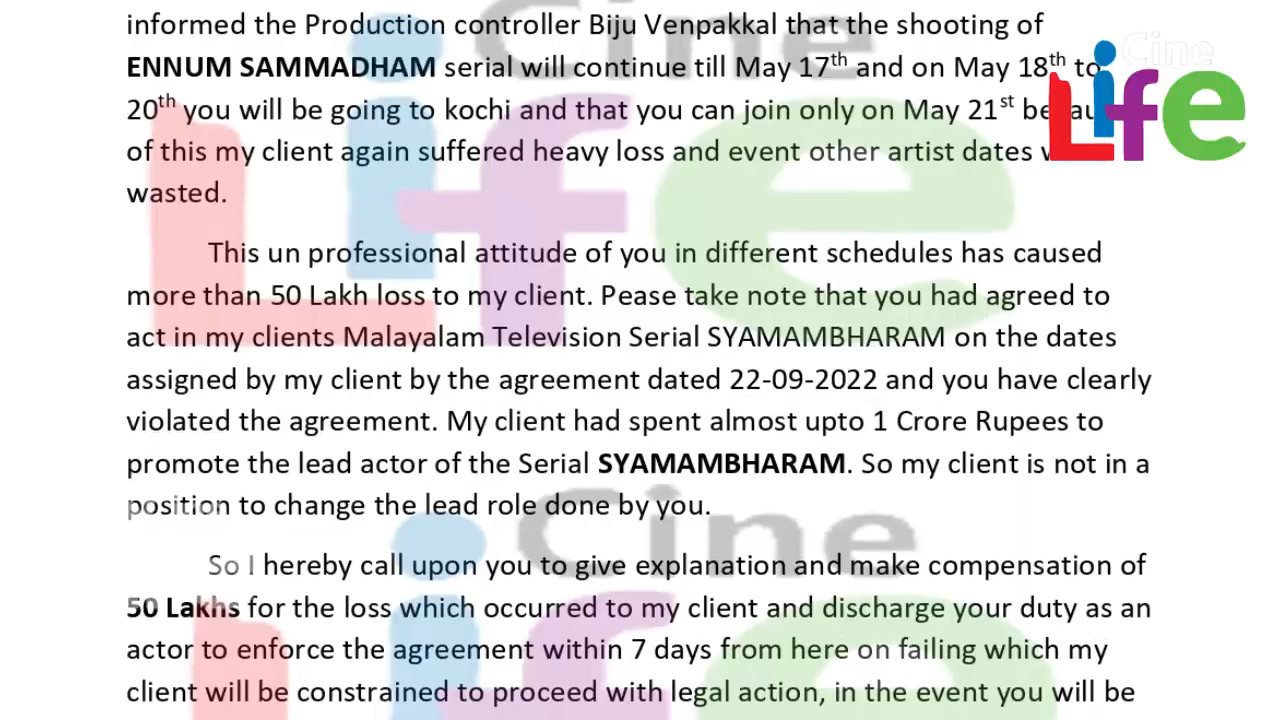 informed the Production controller Biju Venpakkal that the shooting of
ENNUM SAMMADHAM serial will continue till May 17th and on May 18th to
20th you will be going to kochi and that you can join only on May 21st
of this my client again suffered heavy loss and event other artist dates
wasted.
This un professional attitude of you in different schedules has caused
more than 50 Lakh loss to my client. Pease take note that you had agreed to
act in my clients Malayalam Television Serial SYAMAMBHARAM on the dates
assigned by my client by the agreement dated 22-09-2022 and you have clearly
violated the agreement. My client had spent almost upto 1 Crore Rupees to
promote the lead actor of the Serial SYAMAMBHARAM. So my client is not in a
position to change the lead role done by you.
So I hereby call upon you to give explanation and make compensation of
50 Lakhs for the loss which occurred to my client and discharge your duty as an
actor to enforce the agreement within 7 days from here on failing which my
client will be constrained to proceed with legal action, in the event you will be
Cine
Life
Cine
Life
Cine
Life